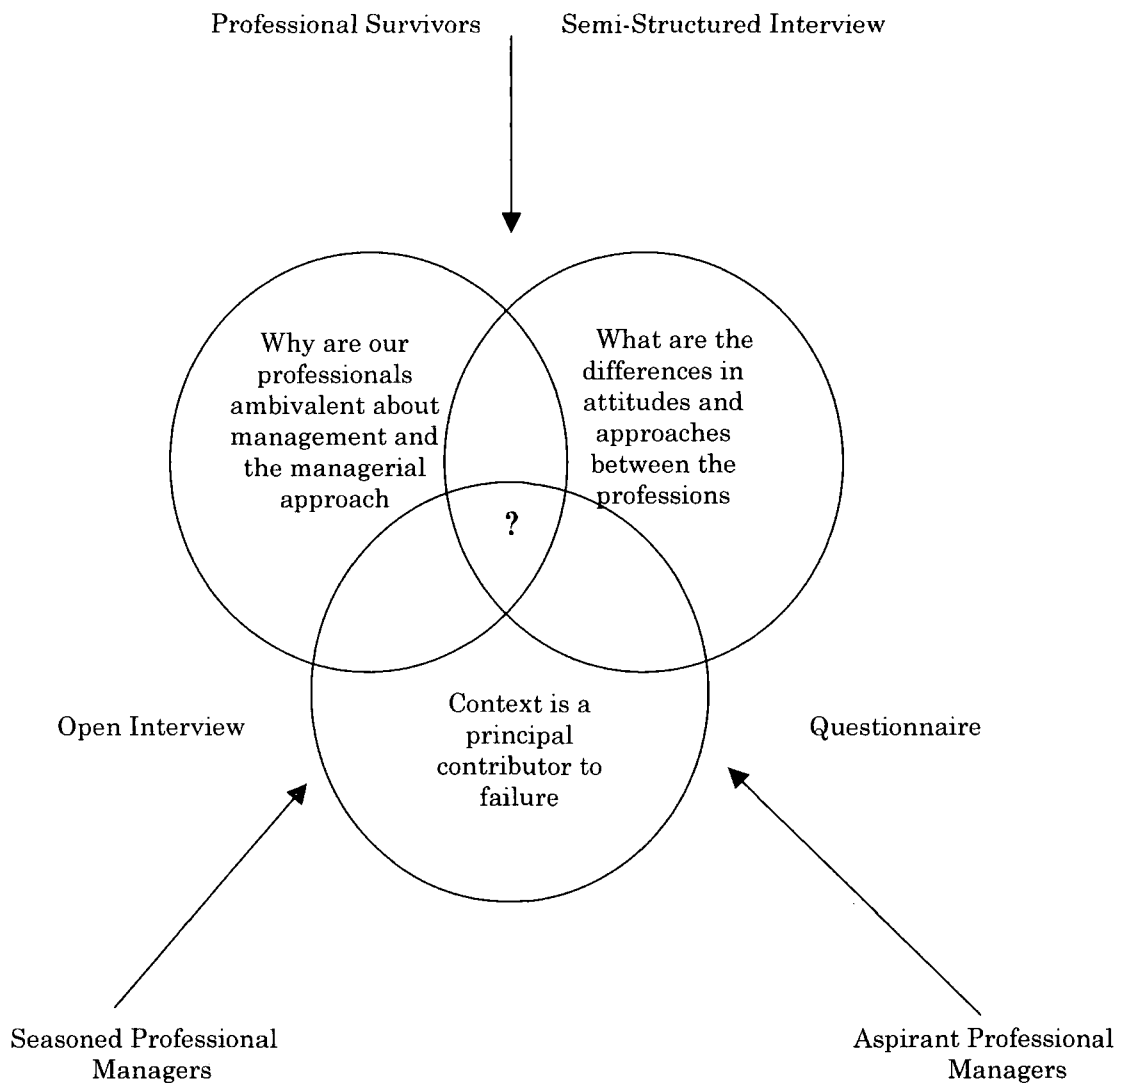 Professional Survivors
Semi-Structured Interview
Why are our
professionals
ambivalent about
management and
the managerial
approach
What are the
differences in
attitudes and
approaches
between the
professions
?
Context is a
principal
contributor to
failure
Open Interview
Questionnaire
Seasoned Professional
Managers
Aspirant Professional
Managers